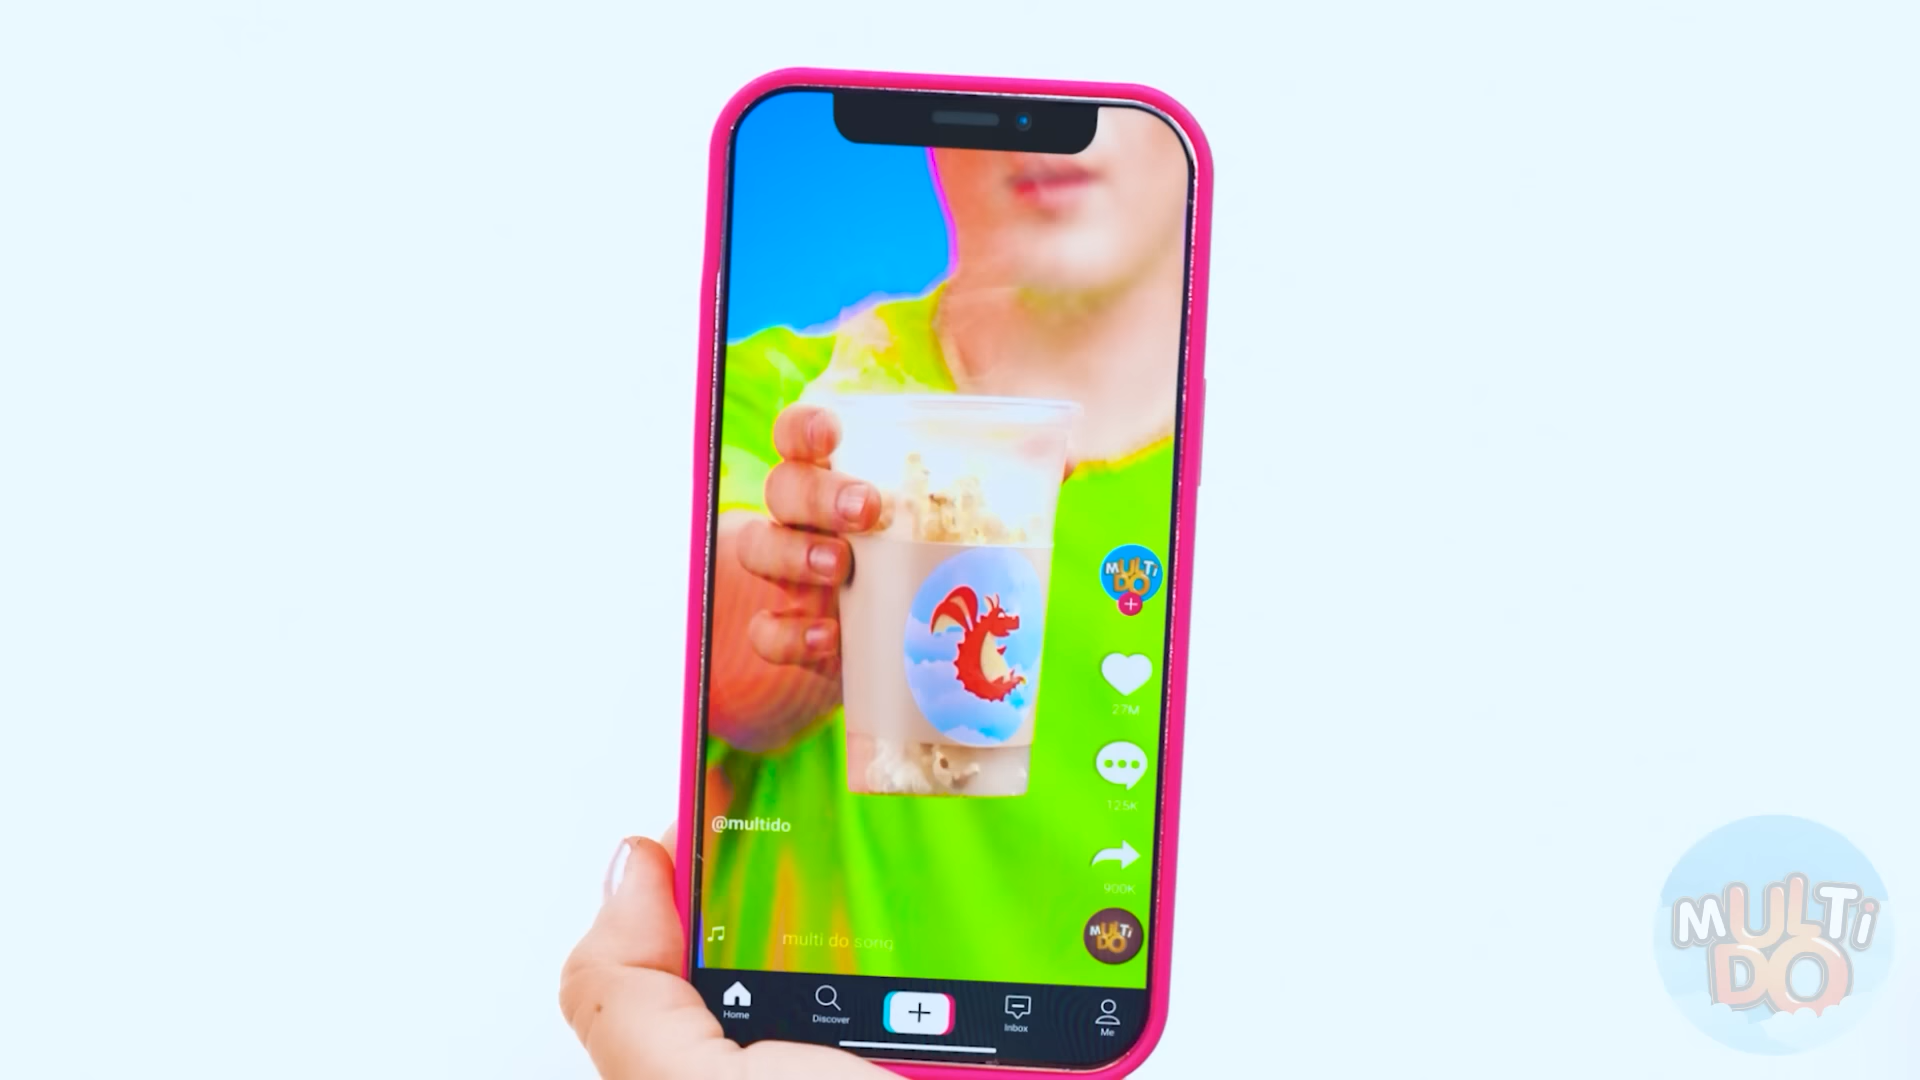 MULTi
DO
27M
125K
@multido
900K
multi do song
MULTi
DO
Home
Discover
Inbox
Me
MULTi
DO